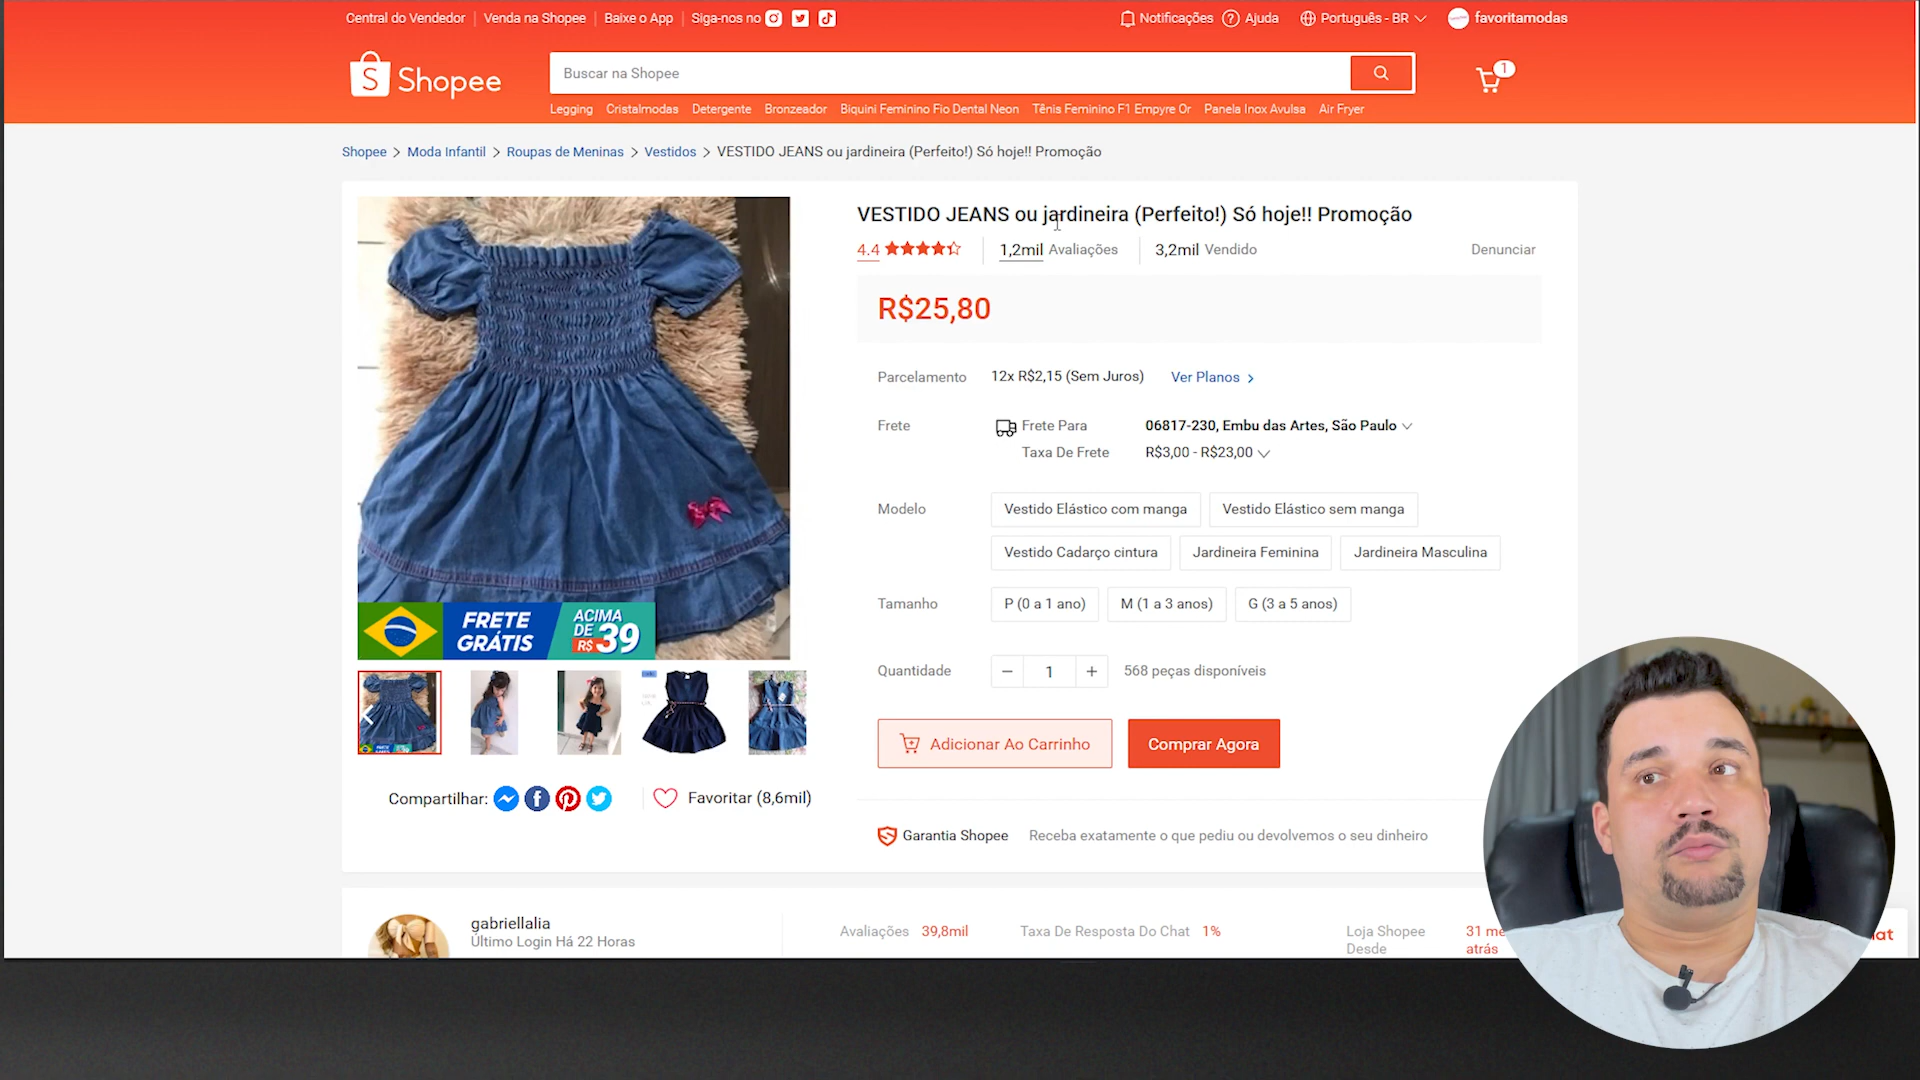 Central do Vendedor | Venda na Shopee | Baixe o App | Siga-nos no
Notificações
Ajuda
Português - BR
favoritamodas
Shopee
Buscar na Shopee
1
Legging Cristalmodas Detergente Bronzeador Biquini Feminino Fio Dental Neon Tênis Feminino F1 Empyre Or Panela Inox Avulsa Air Fryer
Shopee > Moda Infantil > Roupas de Meninas > Vestidos > VESTIDO JEANS ou jardineira (Perfeito!) Só hoje!! Promoção
VESTIDO JEANS ou jardineira (Perfeito!) Só hoje!! Promoção
4.4
1,2mil Avaliações
3,2mil Vendido
Denunciar
R$25,80
Parcelamento 12x R$2,15 (Sem Juros) Ver Planos >
Frete Frete Para 06817-230, Embu das Artes, São Paulo
Taxa De Frete R$3,00 - R$23,00
Modelo Vestido Elástico com manga Vestido Elástico sem manga
Vestido Cadarço cintura Jardineira Feminina Jardineira Masculina
Tamanho P (0 a 1 ano) M (1 a 3 anos) G (3 a 5 anos)
Quantidade − 1 + 568 peças disponíveis
Adicionar Ao Carrinho Comprar Agora
FRETE GRÁTIS
ACIMA DE R$ 39
Compartilhar:
Favoritar (8,6mil)
Garantia Shopee Receba exatamente o que pediu ou devolvemos o seu dinheiro
gabriellalia
Último Login Há 22 Horas
Avaliações 39,8mil
Taxa De Resposta Do Chat 1%
Loja Shopee Desde
31 me
atrás
at